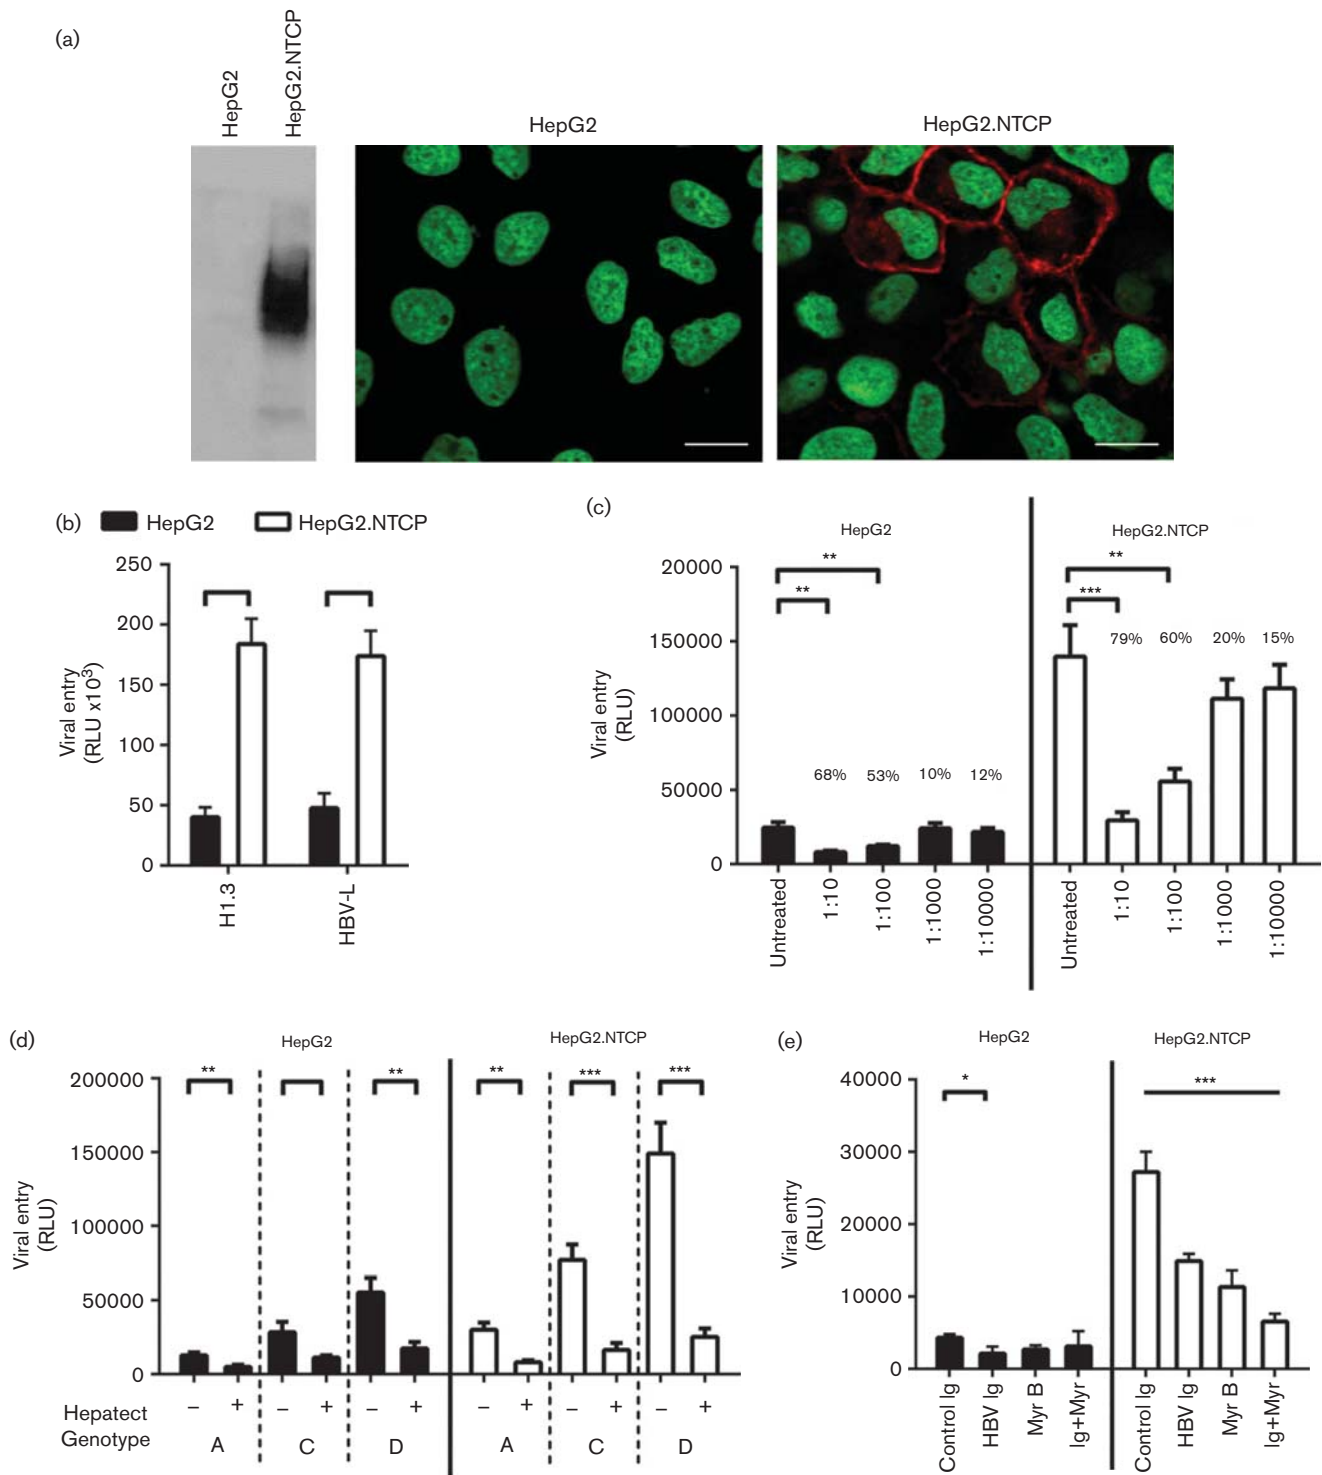 (a)
HepG2
HepG2.NTCP
HepG2
HepG2.NTCP
(b)
HepG2
HepG2.NTCP
Viral entry
(RLU x10³)
250
200
150
100
50
0
H1.3
HBV-L
(c)
HepG2
HepG2.NTCP
Viral entry
(RLU)
20000
150000
100000
50000
0
**
**
**
***
68%
53%
10%
12%
79%
60%
20%
15%
Untreated
1:10
1:100
1:1000
1:10000
Untreated
1:10
1:100
1:1000
1:10000
(d)
HepG2
HepG2.NTCP
Viral entry
(RLU)
200000
150000
100000
50000
0
**
**
**
***
***
Hepatect − + − + − + − + − + − +
Genotype A C D A C D
(e)
HepG2
HepG2.NTCP
Viral entry
(RLU)
40000
30000
20000
10000
0
*
***
Control Ig
HBV Ig
Myr B
Ig+Myr
Control Ig
HBV Ig
Myr B
Ig+Myr